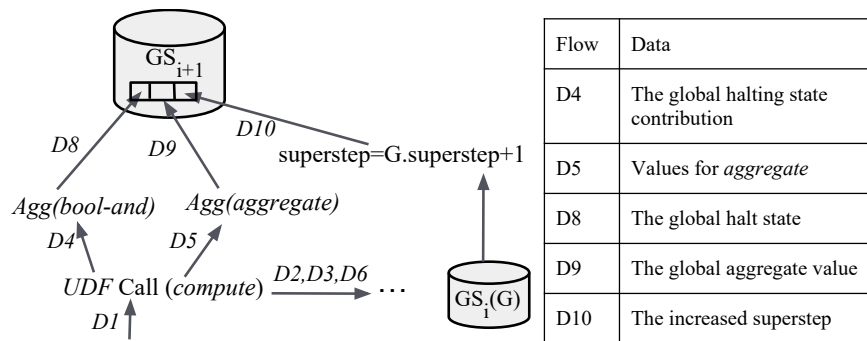 GS i+1
D8
D9
D10
superstep=G.superstep+1
Agg(bool-and)
Agg(aggregate)
D4
D5
UDF Call (compute)
D2,D3,D6
...
D1
GS i (G)
Flow Data
D4 The global halting state
contribution
D5 Values for aggregate
D8 The global halt state
D9 The global aggregate value
D10 The increased superstep